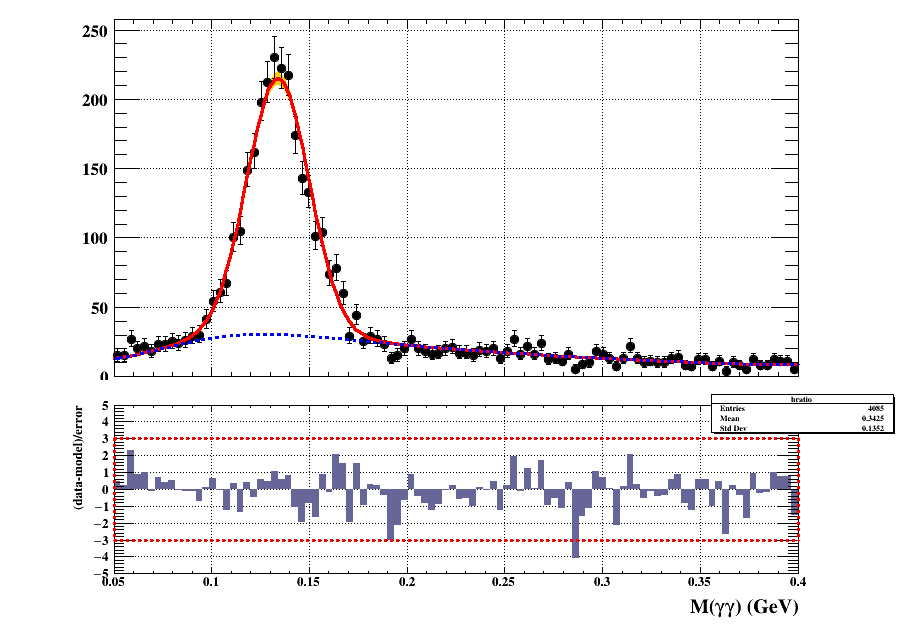 250
200
150
100
50
0
hratio
Entries 4085
Mean 0.3425
Std Dev 0.1352
(data-model)/error
5
4
3
2
1
0
−1
−2
−3
−4
−5
0.05 0.1 0.15 0.2 0.25 0.3 0.35 0.4
M(γγ) (GeV)